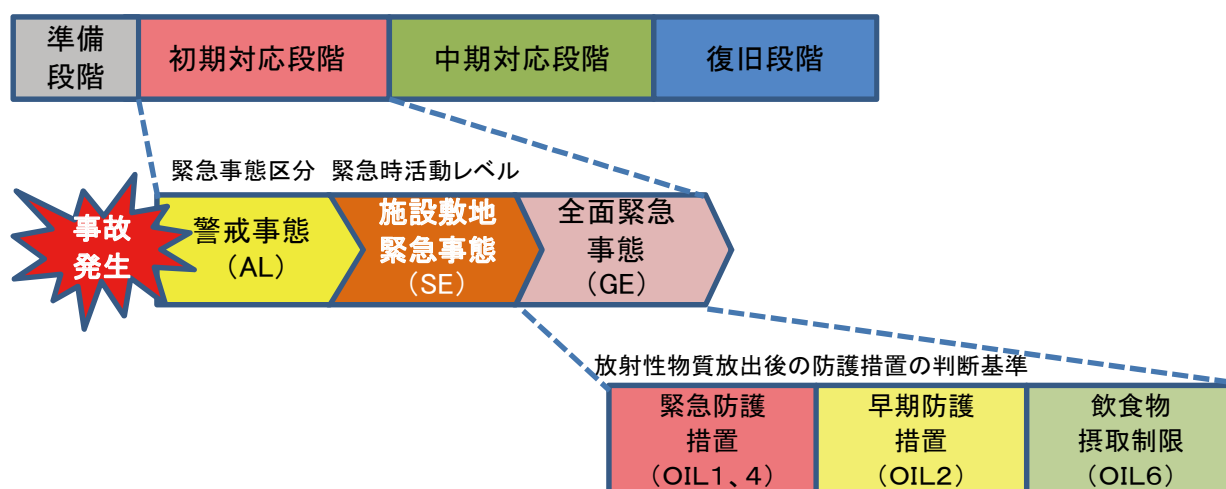 準備
段階
初期対応段階
中期対応段階
復旧段階
緊急事態区分 緊急時活動レベル
事故
発生
警戒事態
(AL)
施設敷地
緊急事態
(SE)
全面緊急
事態
(GE)
放射性物質放出後の防護措置の判断基準
緊急防護
措置
(OIL1、4)
早期防護
措置
(OIL2)
飲食物
摂取制限
(OIL6)